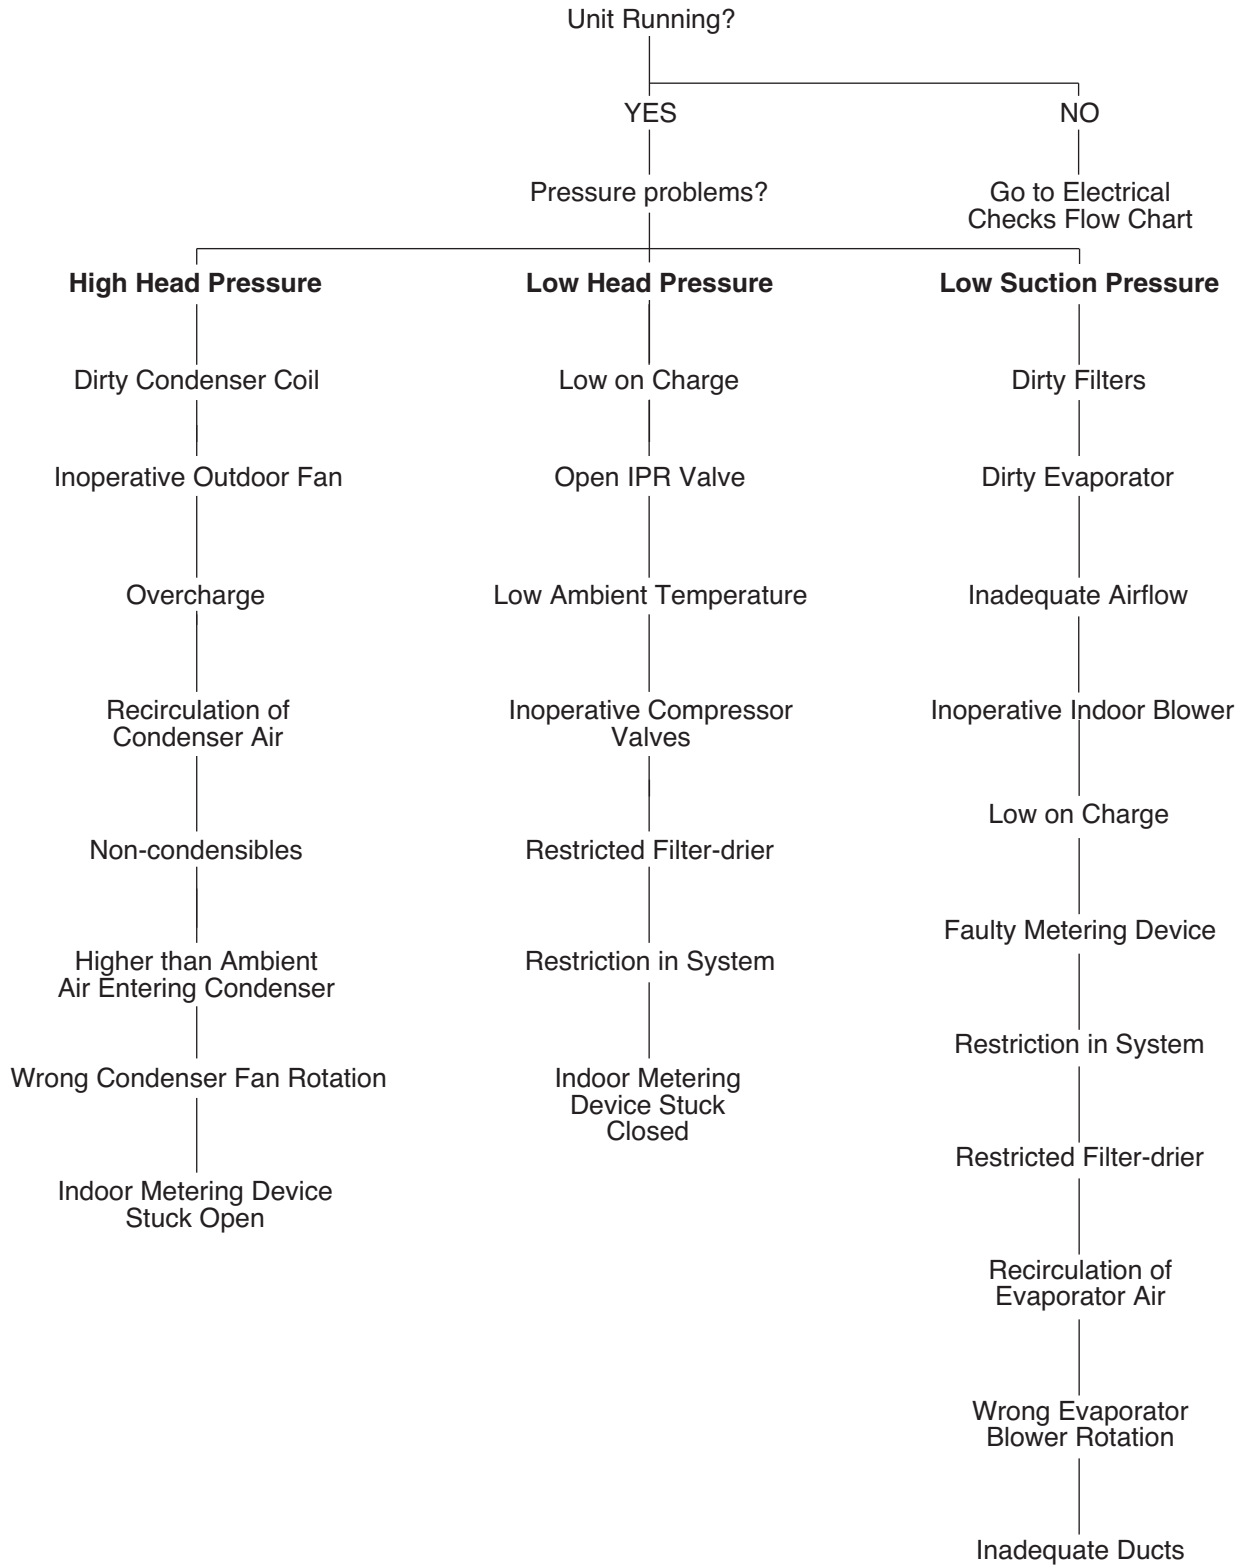 Unit Running?
YES
NO
Pressure problems?
Go to Electrical
Checks Flow Chart
High Head Pressure
Dirty Condenser Coil
Inoperative Outdoor Fan
Overcharge
Recirculation of
Condenser Air
Non-condensibles
Higher than Ambient
Air Entering Condenser
Wrong Condenser Fan Rotation
Indoor Metering Device
Stuck Open
Low Head Pressure
Low on Charge
Open IPR Valve
Low Ambient Temperature
Inoperative Compressor
Valves
Restricted Filter-drier
Restriction in System
Indoor Metering
Device Stuck
Closed
Low Suction Pressure
Dirty Filters
Dirty Evaporator
Inadequate Airflow
Inoperative Indoor Blower
Low on Charge
Faulty Metering Device
Restriction in System
Restricted Filter-drier
Recirculation of
Evaporator Air
Wrong Evaporator
Blower Rotation
Inadequate Ducts